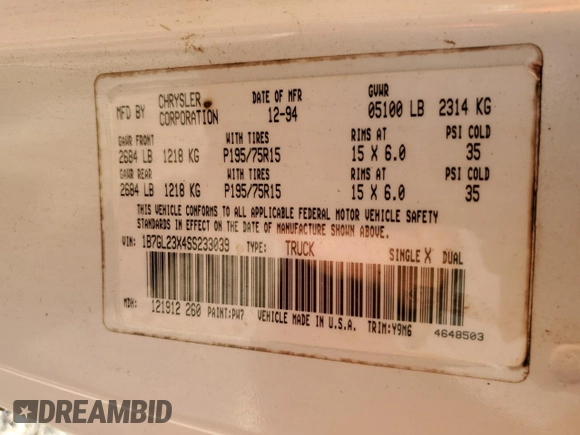 MFD BY CHRYSLER CORPORATION DATE OF MFR 12-94 GVWR 05100 LB 2314 KG
GAWR FRONT WITH TIRES RIMS AT PSI COLD
2684 LB 1218 KG P195/75R15 15 X 6.0 35
GAWR REAR WITH TIRES RIMS AT PSI COLD
2684 LB 1218 KG P195/75R15 15 X 6.0 35
THIS VEHICLE CONFORMS TO ALL APPLICABLE FEDERAL MOTOR VEHICLE SAFETY
STANDARDS IN EFFECT ON THE DATE OF MANUFACTURE SHOWN ABOVE.
VIN: 1B7GL23X4SS233039 TYPE: TRUCK SINGLE X DUAL
MDH: 121912 260 PAINT: PW7 VEHICLE MADE IN U.S.A. TRIM: Y9M6 4648503
DREAMBID